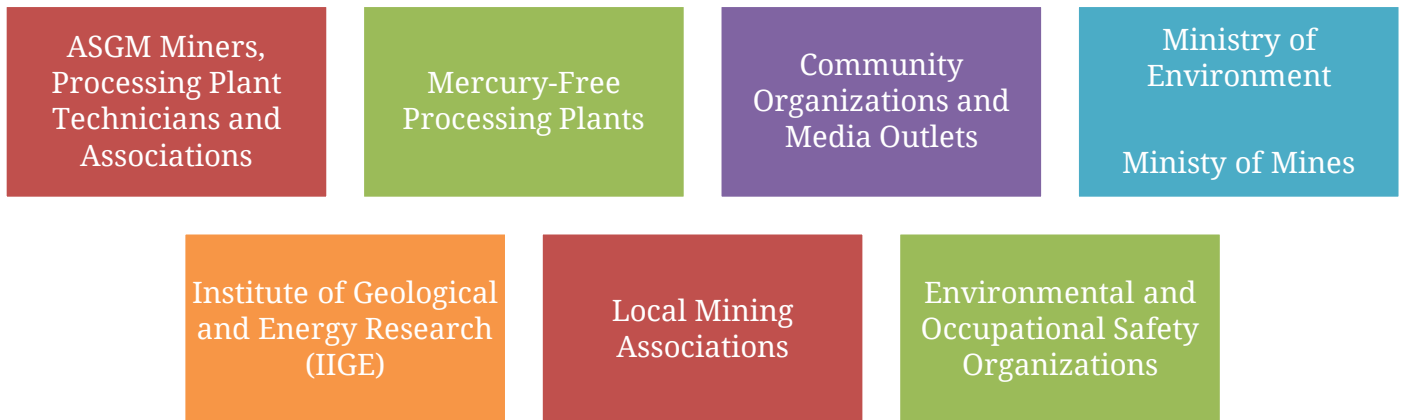 ASGM Miners,
Processing Plant
Technicians and
Associations
Mercury-Free
Processing Plants
Community
Organizations and
Media Outlets
Ministry of
Environment
Ministy of Mines
Institute of Geological
and Energy Research
(IIGE)
Local Mining
Associations
Environmental and
Occupational Safety
Organizations